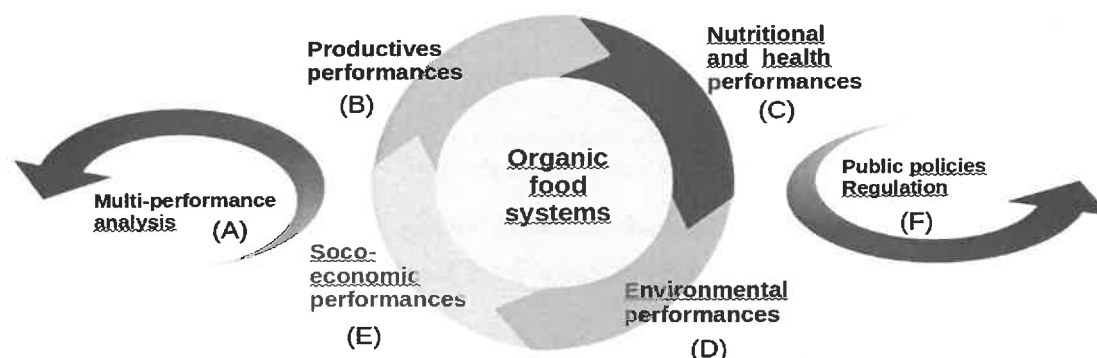 Productives
performances
(B)
Nutritional
and health
performances
(C)
Organic
food
systems
Multi-performance
analysis
(A)
Public policies
Regulation
(F)
Soco-
economic
performances
(E)
Environmental
performances
(D)